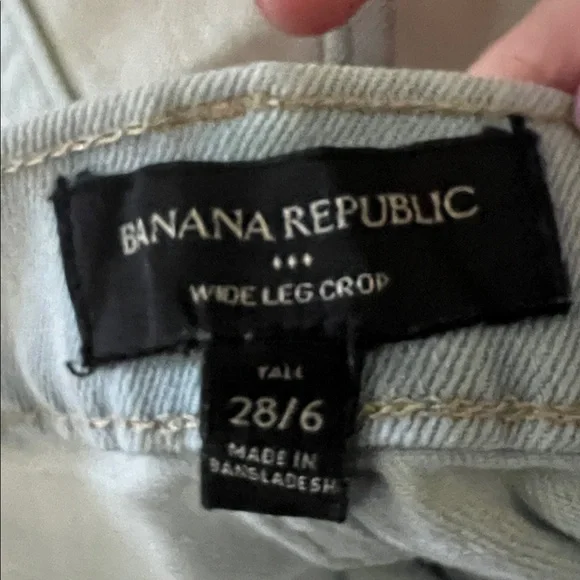 BANANA REPUBLIC
WIDE LEG CROP
TALL
28/6
MADE IN
BANGLADESH